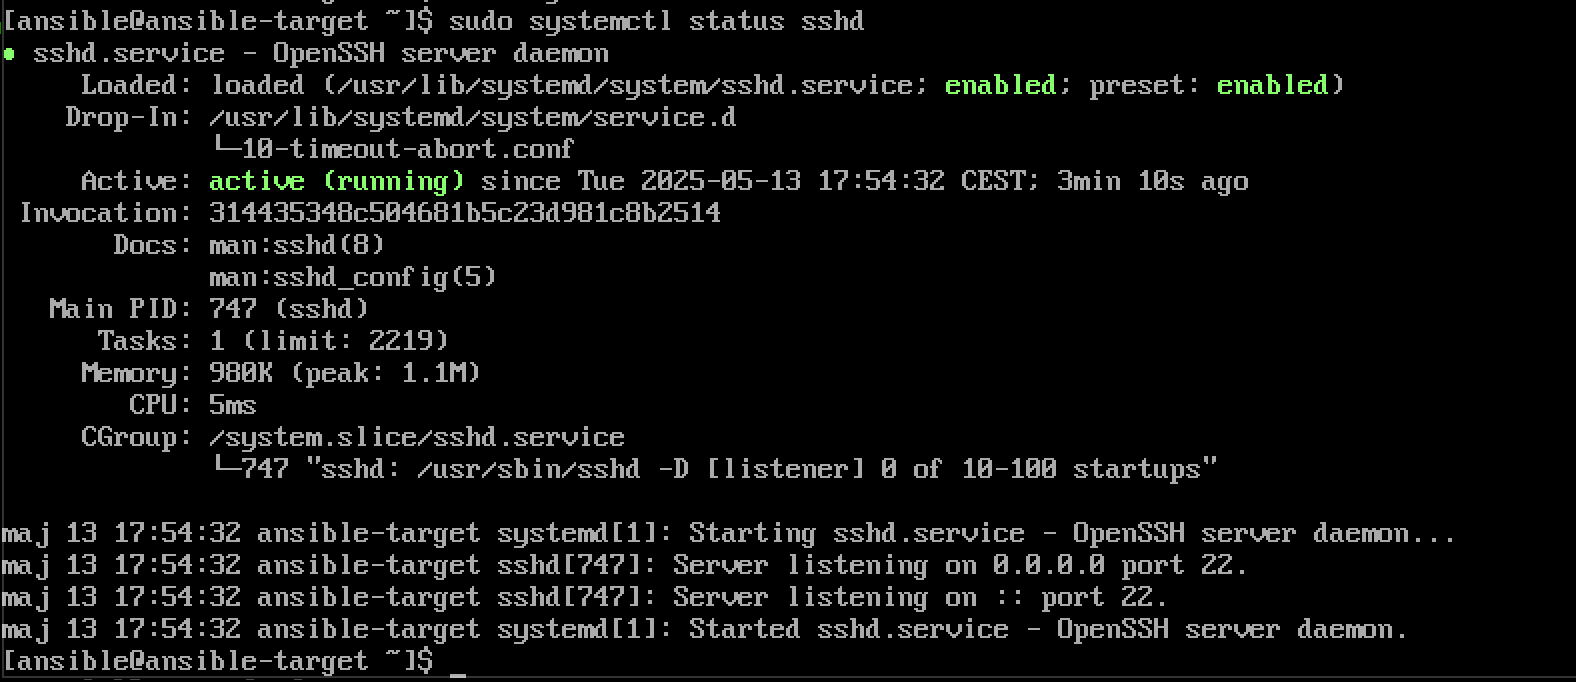 [ansible@ansible-target ~]$ sudo systemctl status sshd
● sshd.service - OpenSSH server daemon
     Loaded: loaded (/usr/lib/systemd/system/sshd.service; enabled; preset: enabled)
    Drop-In: /usr/lib/systemd/system/service.d
             └─10-timeout-abort.conf
     Active: active (running) since Tue 2025-05-13 17:54:32 CEST; 3min 10s ago
 Invocation: 314435348c504681b5c23d981c8b2514
       Docs: man:sshd(8)
             man:sshd_config(5)
   Main PID: 747 (sshd)
      Tasks: 1 (limit: 2219)
     Memory: 980K (peak: 1.1M)
        CPU: 5ms
     CGroup: /system.slice/sshd.service
             └─747 "sshd: /usr/sbin/sshd -D [listener] 0 of 10-100 startups"

maj 13 17:54:32 ansible-target systemd[1]: Starting sshd.service - OpenSSH server daemon...
maj 13 17:54:32 ansible-target sshd[747]: Server listening on 0.0.0.0 port 22.
maj 13 17:54:32 ansible-target sshd[747]: Server listening on :: port 22.
maj 13 17:54:32 ansible-target systemd[1]: Started sshd.service - OpenSSH server daemon.
[ansible@ansible-target ~]$ _